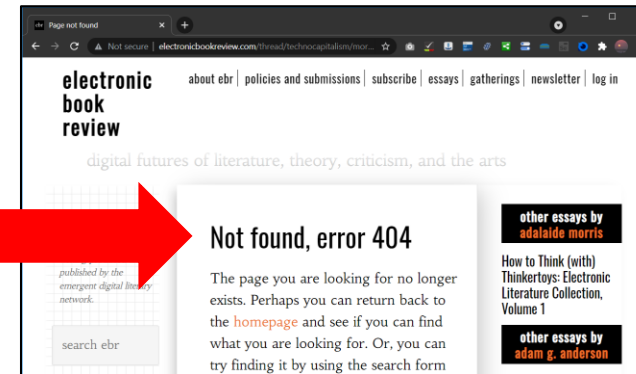 Page not found
Not secure | electronicbookreview.com/thread/technocapitalism/mor...
electronic
book
review
about ebr | policies and submissions | subscribe | essays | gatherings | newsletter | log in
digital futures of literature, theory, criticism, and the arts
published by the
emergent digital literary
network.
search ebr
Not found, error 404
The page you are looking for no longer
exists. Perhaps you can return back to
the homepage and see if you can find
what you are looking for. Or, you can
try finding it by using the search form
other essays by
adalaide morris
How to Think (with)
Thinkertoys: Electronic
Literature Collection,
Volume 1
other essays by
adam g. anderson